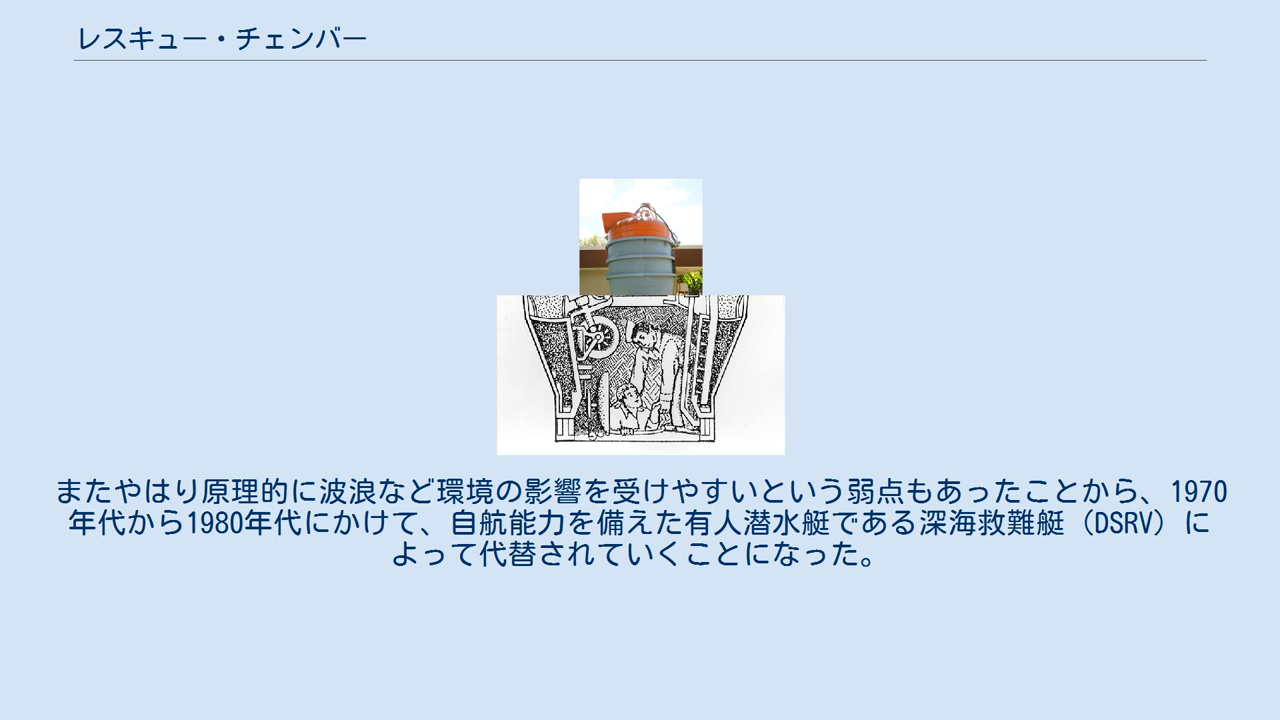 レスキュー・チェンバー
またやはり原理的に波浪など環境の影響を受けやすいという弱点もあったことから、1970
年代から1980年代にかけて、自航能力を備えた有人潜水艇である深海救難艇（DSRV）に
よって代替されていくことになった。